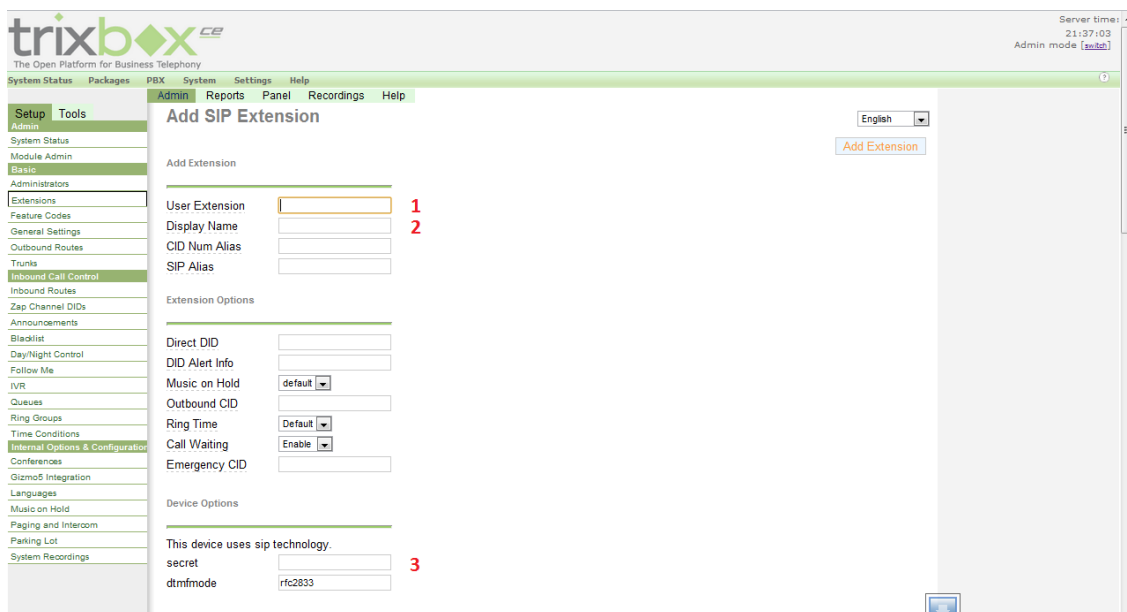 trixbox CE
The Open Platform for Business Telephony
Server time:
21:37:03
Admin mode [switch]
System Status Packages PBX System Settings Help
?
Admin Reports Panel Recordings Help
Setup Tools
Admin
System Status
Module Admin
Basic
Administrators
Extensions
Feature Codes
General Settings
Outbound Routes
Trunks
Inbound Call Control
Inbound Routes
Zap Channel DIDs
Announcements
Blacklist
Day/Night Control
Follow Me
IVR
Queues
Ring Groups
Time Conditions
Internal Options & Configuration
Conferences
Gizmo5 Integration
Languages
Music on Hold
Paging and Intercom
Parking Lot
System Recordings
Add SIP Extension
English
Add Extension
Add Extension
User Extension 1
Display Name 2
CID Num Alias
SIP Alias
Extension Options
Direct DID
DID Alert Info
Music on Hold default
Outbound CID
Ring Time Default
Call Waiting Enable
Emergency CID
Device Options
This device uses sip technology.
secret 3
dtmfmode rfc2833